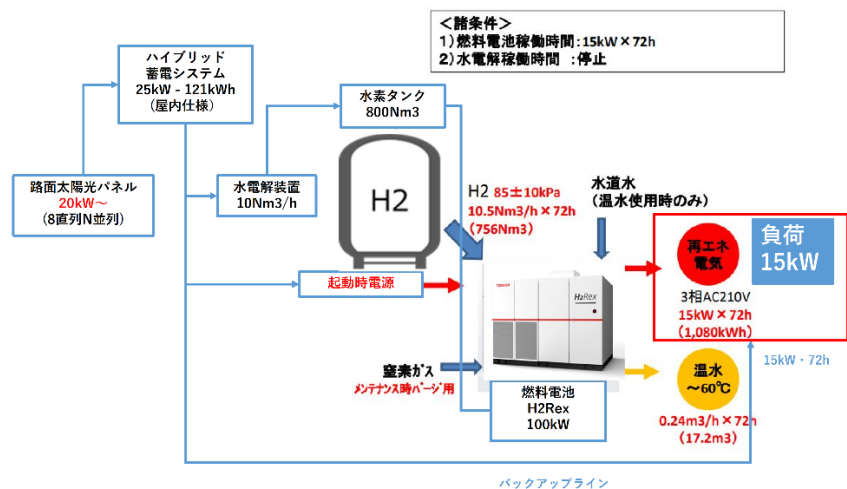 ＜諸条件＞
1）燃料電池稼働時間：15kW×72h
2）水電解稼働時間　：停止
ハイブリッド
蓄電システム
25kW - 121kWh
（屋内仕様）
水素タンク
800Nm3
路面太陽光パネル
20kW～
（8直列N並列）
水電解装置
10Nm3/h
H2
H2 85±10kPa
10.5Nm3/h×72h
（756Nm3）
水道水
（温水使用時のみ）
起動時電源
TOSHIBA
H2Rex
再エネ
電気
負荷
15kW
3相AC210V
15kW×72h
（1,080kWh）
15kW・72h
窒素ｶﾞｽ
ﾒﾝﾃﾅﾝｽ時ﾊﾟｰｼﾞ用
燃料電池
H2Rex
100kW
温水
～60℃
0.24m3/h×72h
（17.2m3）
バックアップライン